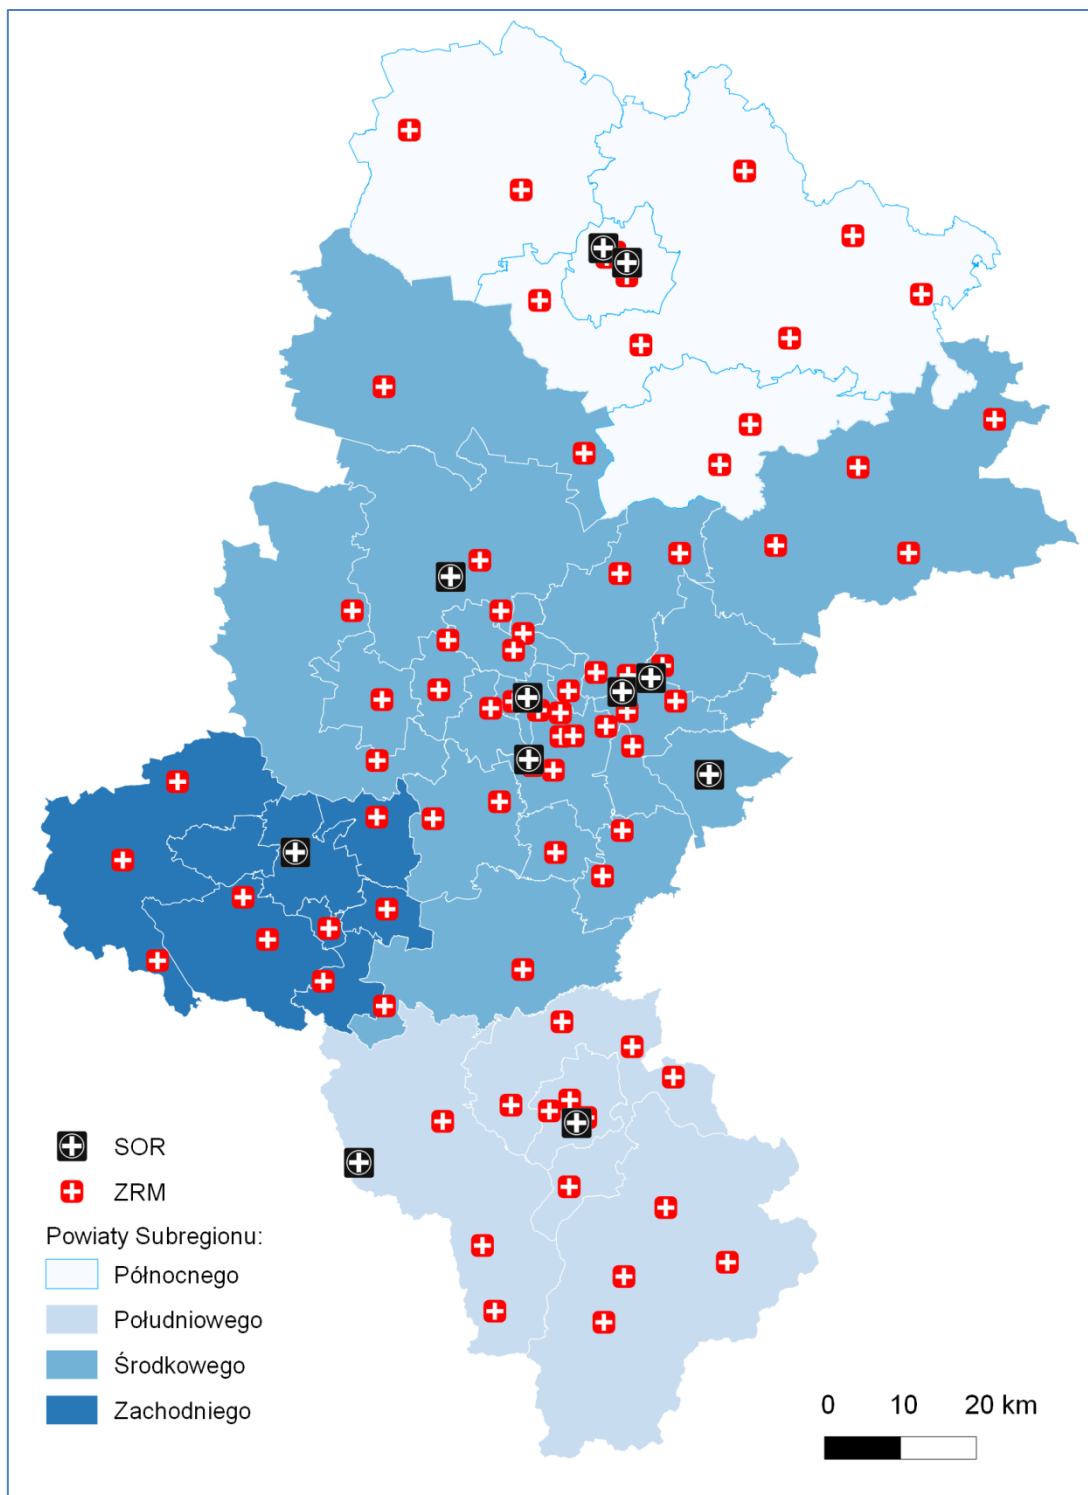 SOR
ZRM
Powiaty Subregionu:
Północnego
Południowego
Środkowego
Zachodniego
0 10 20 km